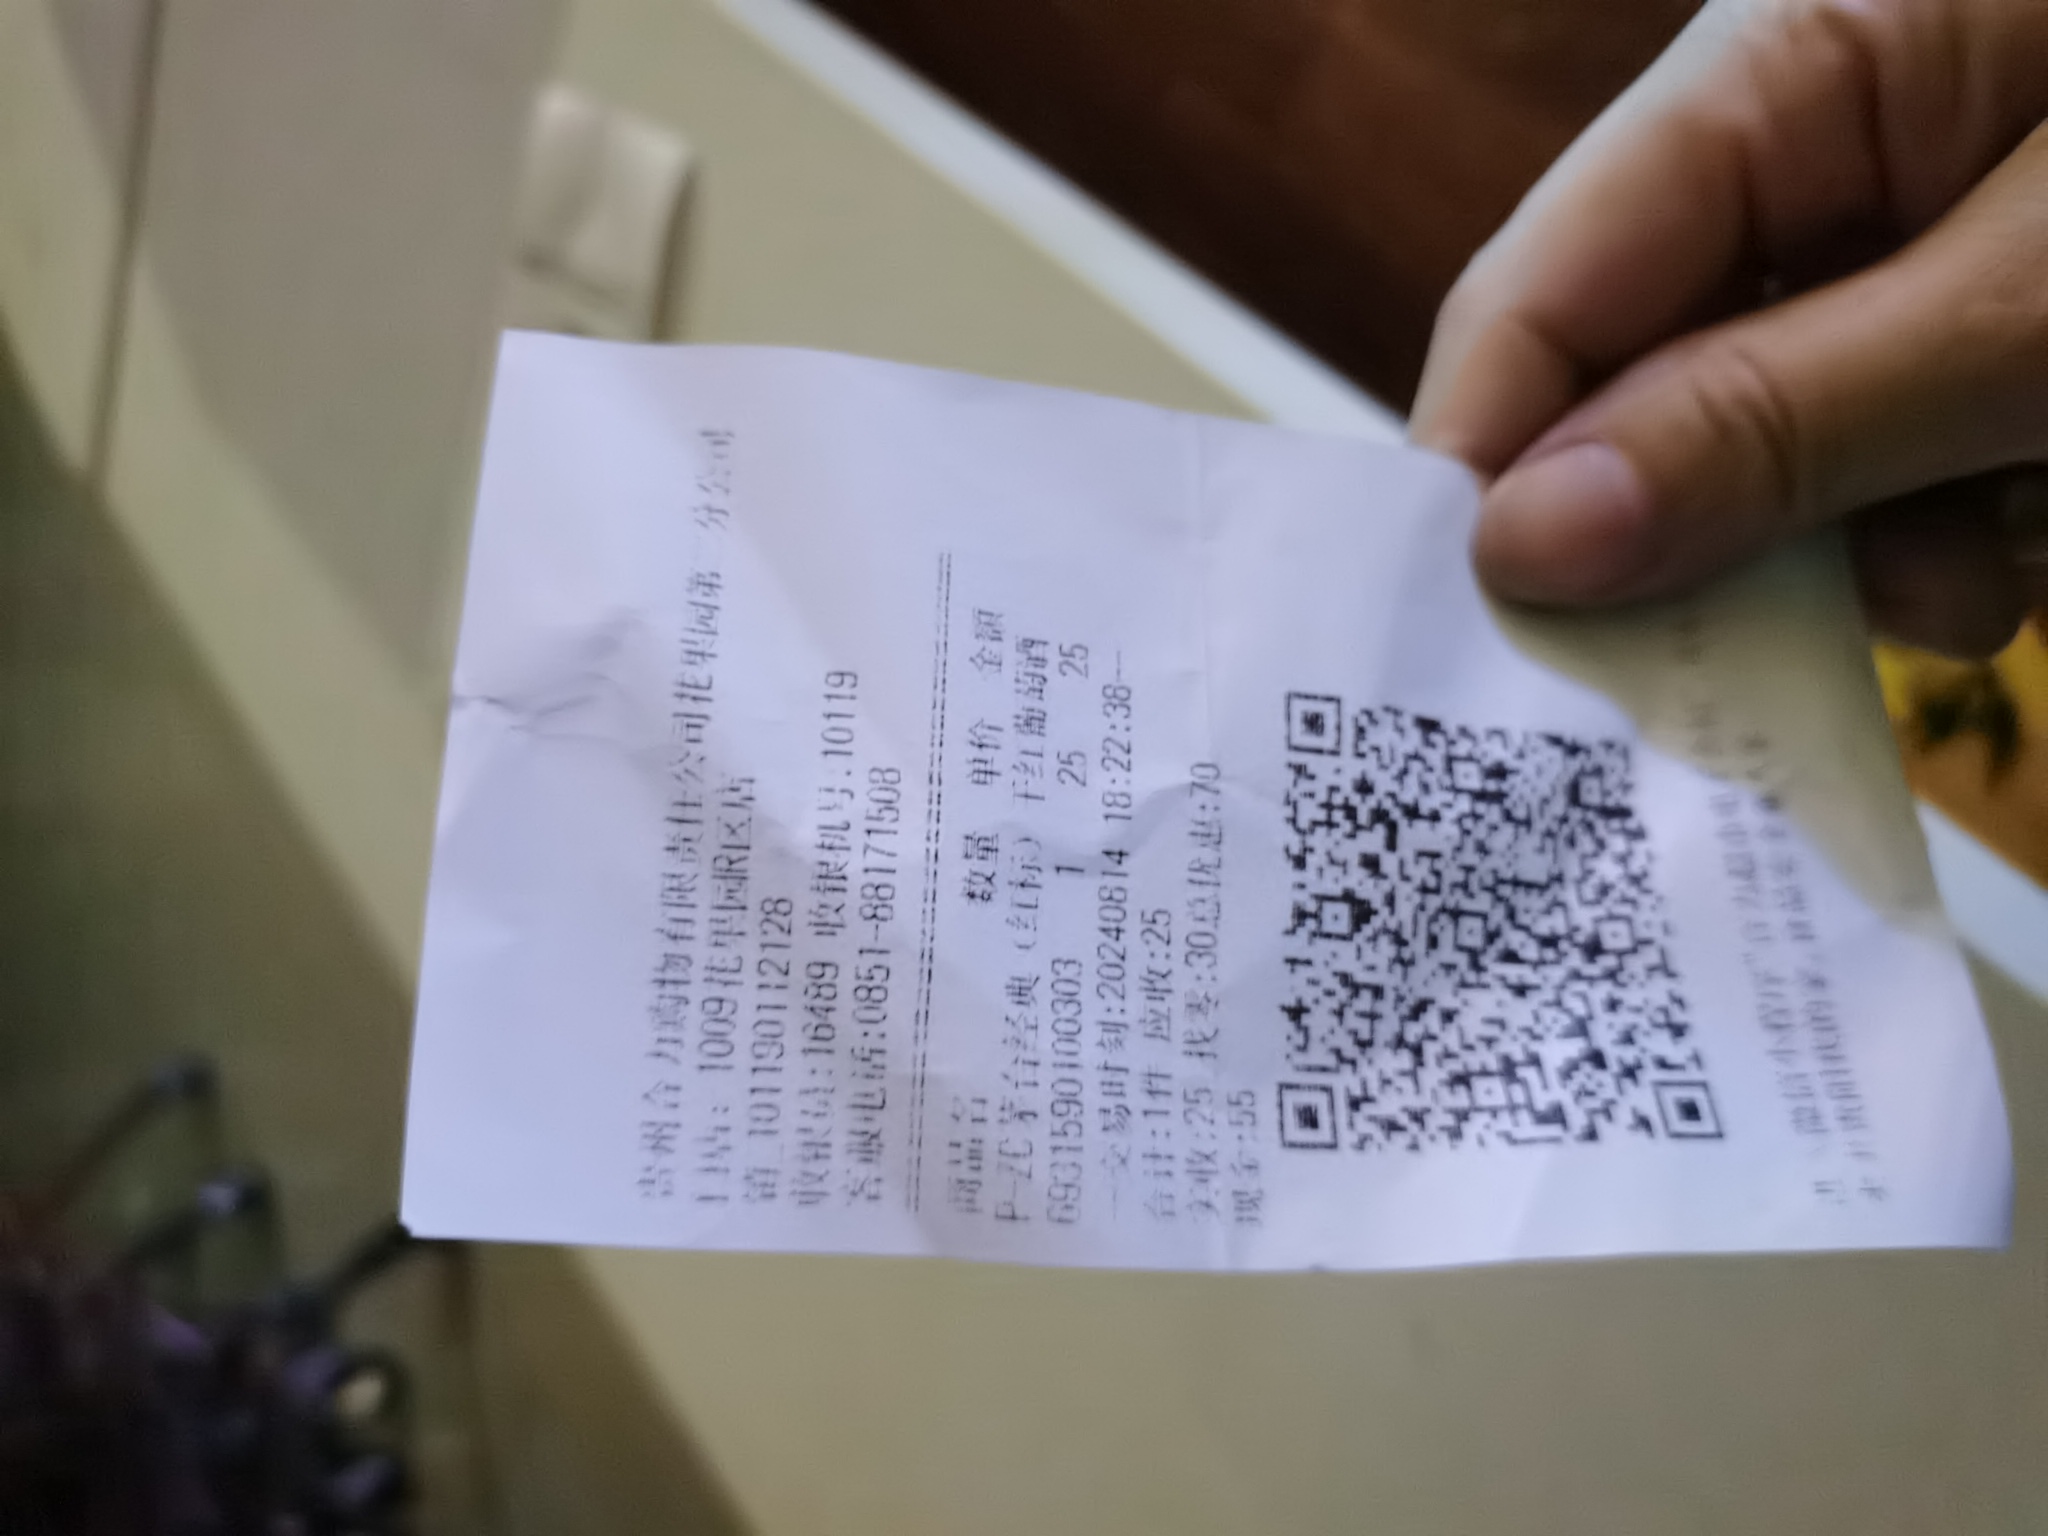 贵州合力购物有限责任公司花果园第二分公司
门店:1009花果园R区店
销_1011901112128
收银员:16489 收银机号:10119
客服电话:0851-88171508
商品名 数量 单价 金额
P-ZC茅台经典(红标)干红葡萄酒
6931590100303 1 25 25
--交易时刻:20240814 18:22:38--
合计:1件 应收:25
实收:25 找零:30总优惠:70
现金:55